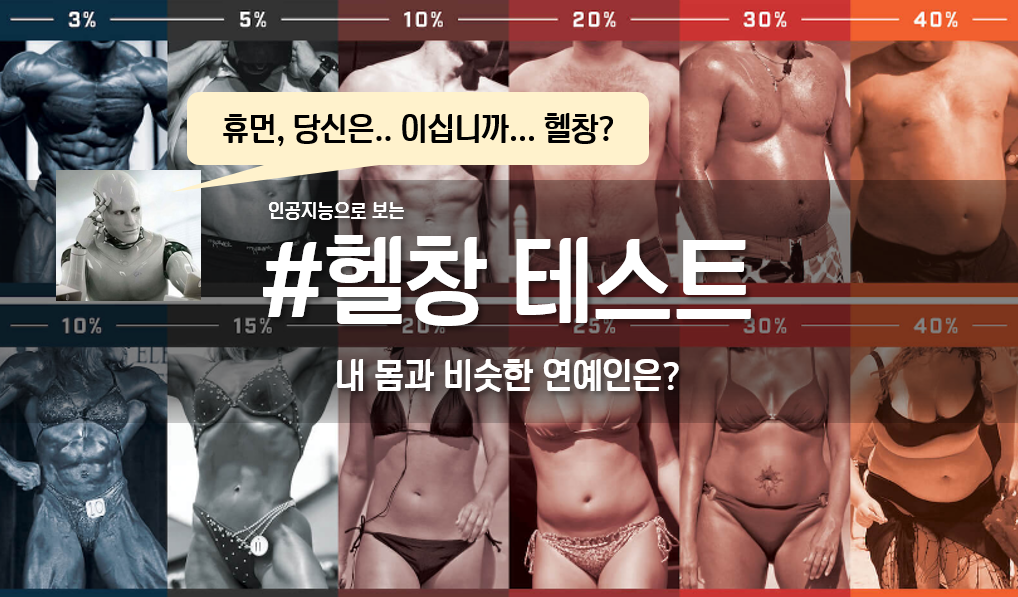 3% 5% 10% 20% 30% 40%
휴먼, 당신은.. 이십니까... 헬창?
인공지능으로 보는
#헬창 테스트
10% 15% 20% 25% 30% 40%
내 몸과 비슷한 연예인은?
10
11